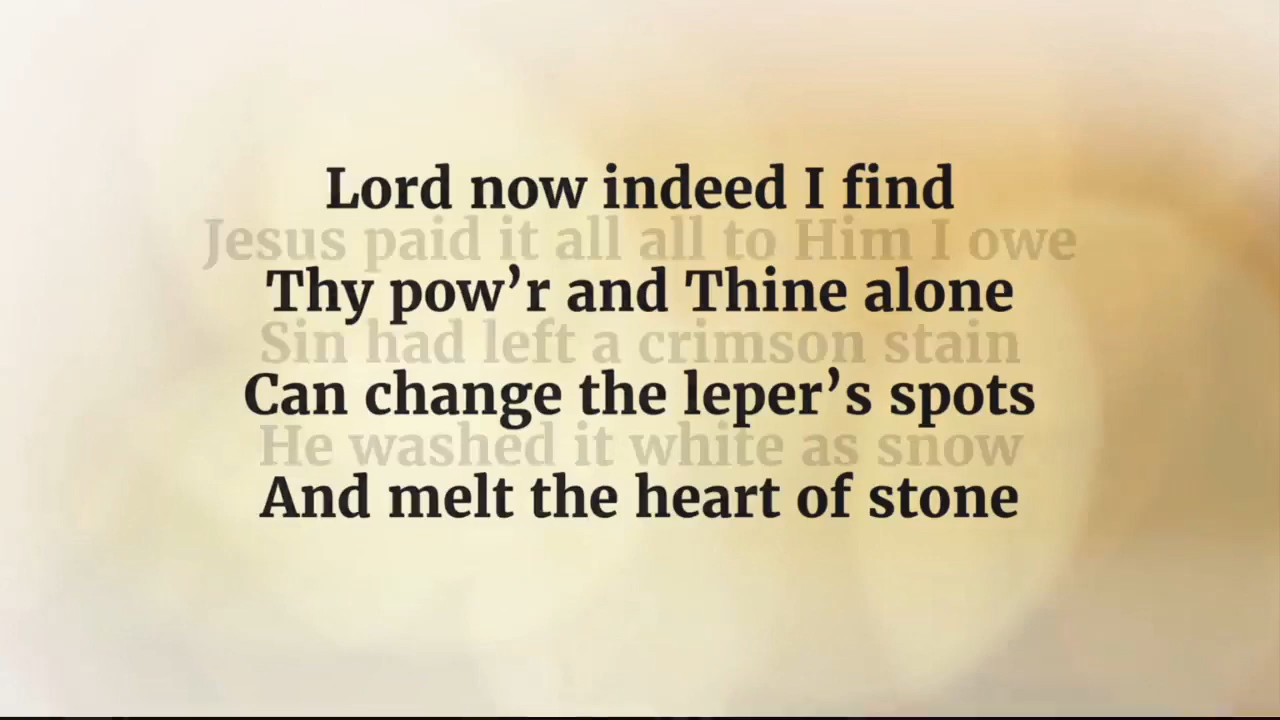 Lord now indeed I find
Jesus paid it all all to Him I owe
Thy pow’r and Thine alone
Sin had left a crimson stain
Can change the leper’s spots
He washed it white as snow
And melt the heart of stone